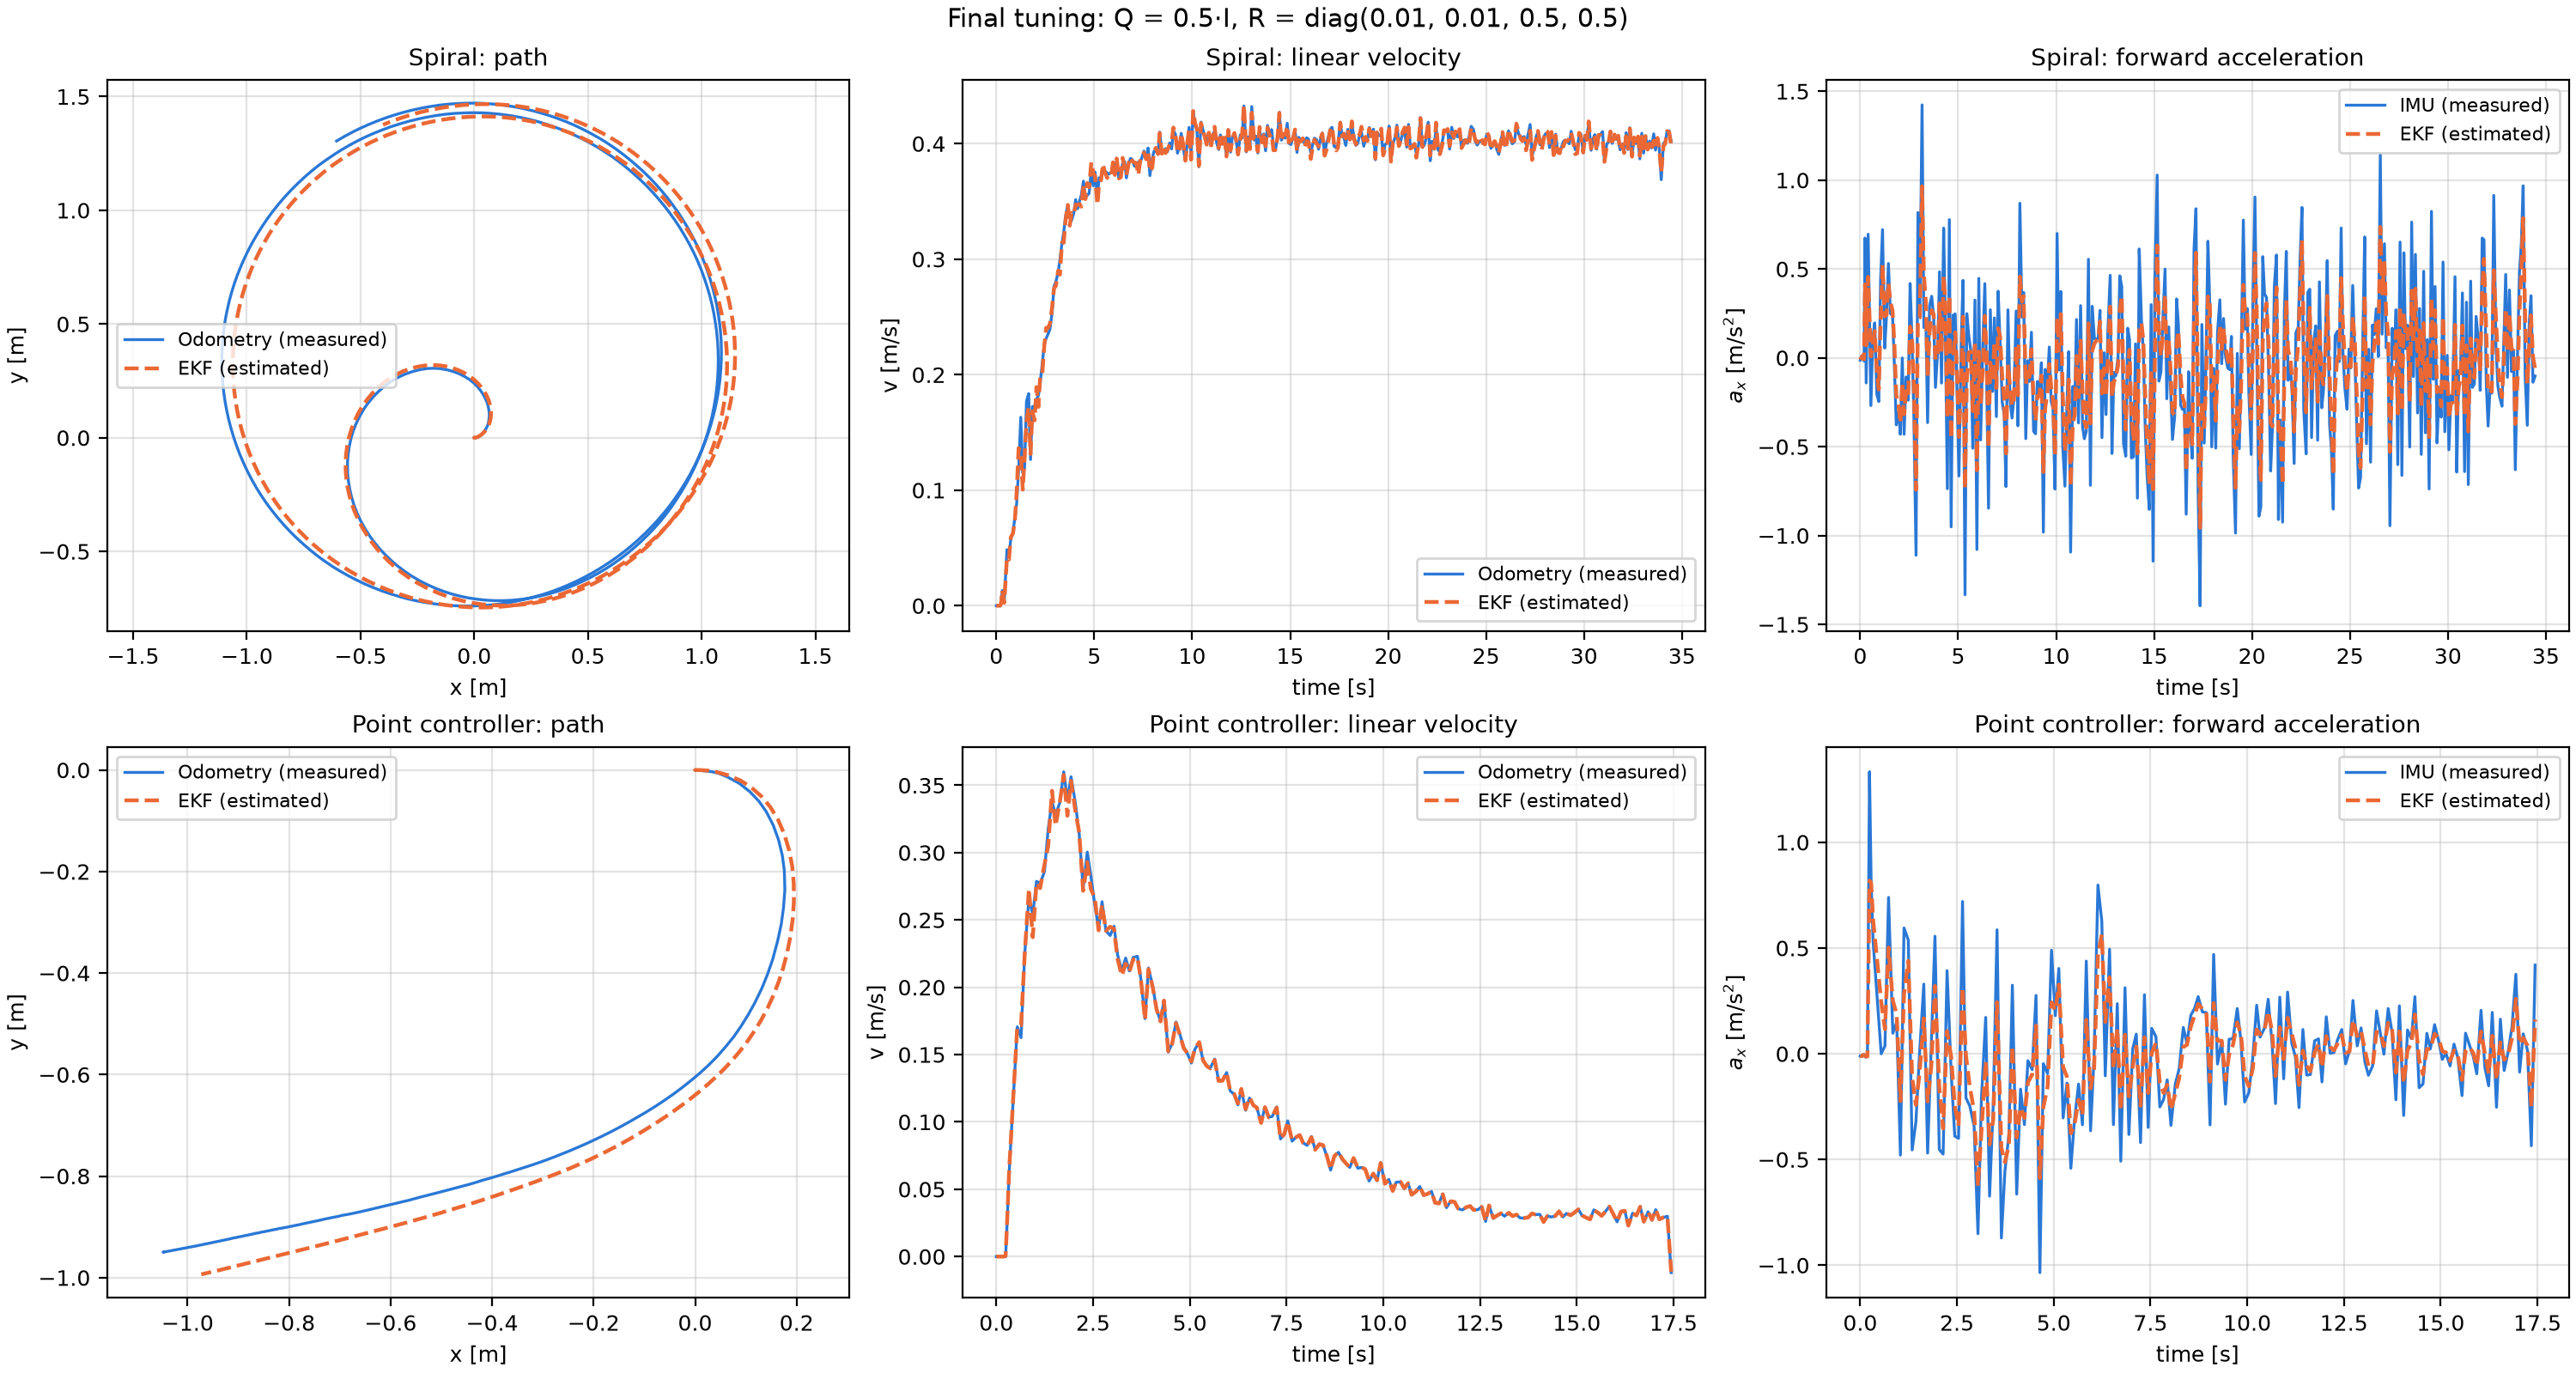 Final tuning: Q = 0.5·I, R = diag(0.01, 0.01, 0.5, 0.5)
Spiral: path
1.5
1.0
0.5
0.0
−0.5
y [m]
Odometry (measured)
EKF (estimated)
−1.5 −1.0 −0.5 0.0 0.5 1.0 1.5
x [m]
Spiral: linear velocity
0.4
0.3
0.2
0.1
0.0
v [m/s]
Odometry (measured)
EKF (estimated)
0 5 10 15 20 25 30 35
time [s]
Spiral: forward acceleration
1.5
1.0
0.5
0.0
−0.5
−1.0
−1.5
aₓ [m/s²]
IMU (measured)
EKF (estimated)
0 5 10 15 20 25 30 35
time [s]
Point controller: path
0.0
−0.2
−0.4
−0.6
−0.8
−1.0
y [m]
Odometry (measured)
EKF (estimated)
−1.0 −0.8 −0.6 −0.4 −0.2 0.0 0.2
x [m]
Point controller: linear velocity
0.35
0.30
0.25
0.20
0.15
0.10
0.05
0.00
v [m/s]
Odometry (measured)
EKF (estimated)
0.0 2.5 5.0 7.5 10.0 12.5 15.0 17.5
time [s]
Point controller: forward acceleration
1.0
0.5
0.0
−0.5
−1.0
aₓ [m/s²]
IMU (measured)
EKF (estimated)
0.0 2.5 5.0 7.5 10.0 12.5 15.0 17.5
time [s]